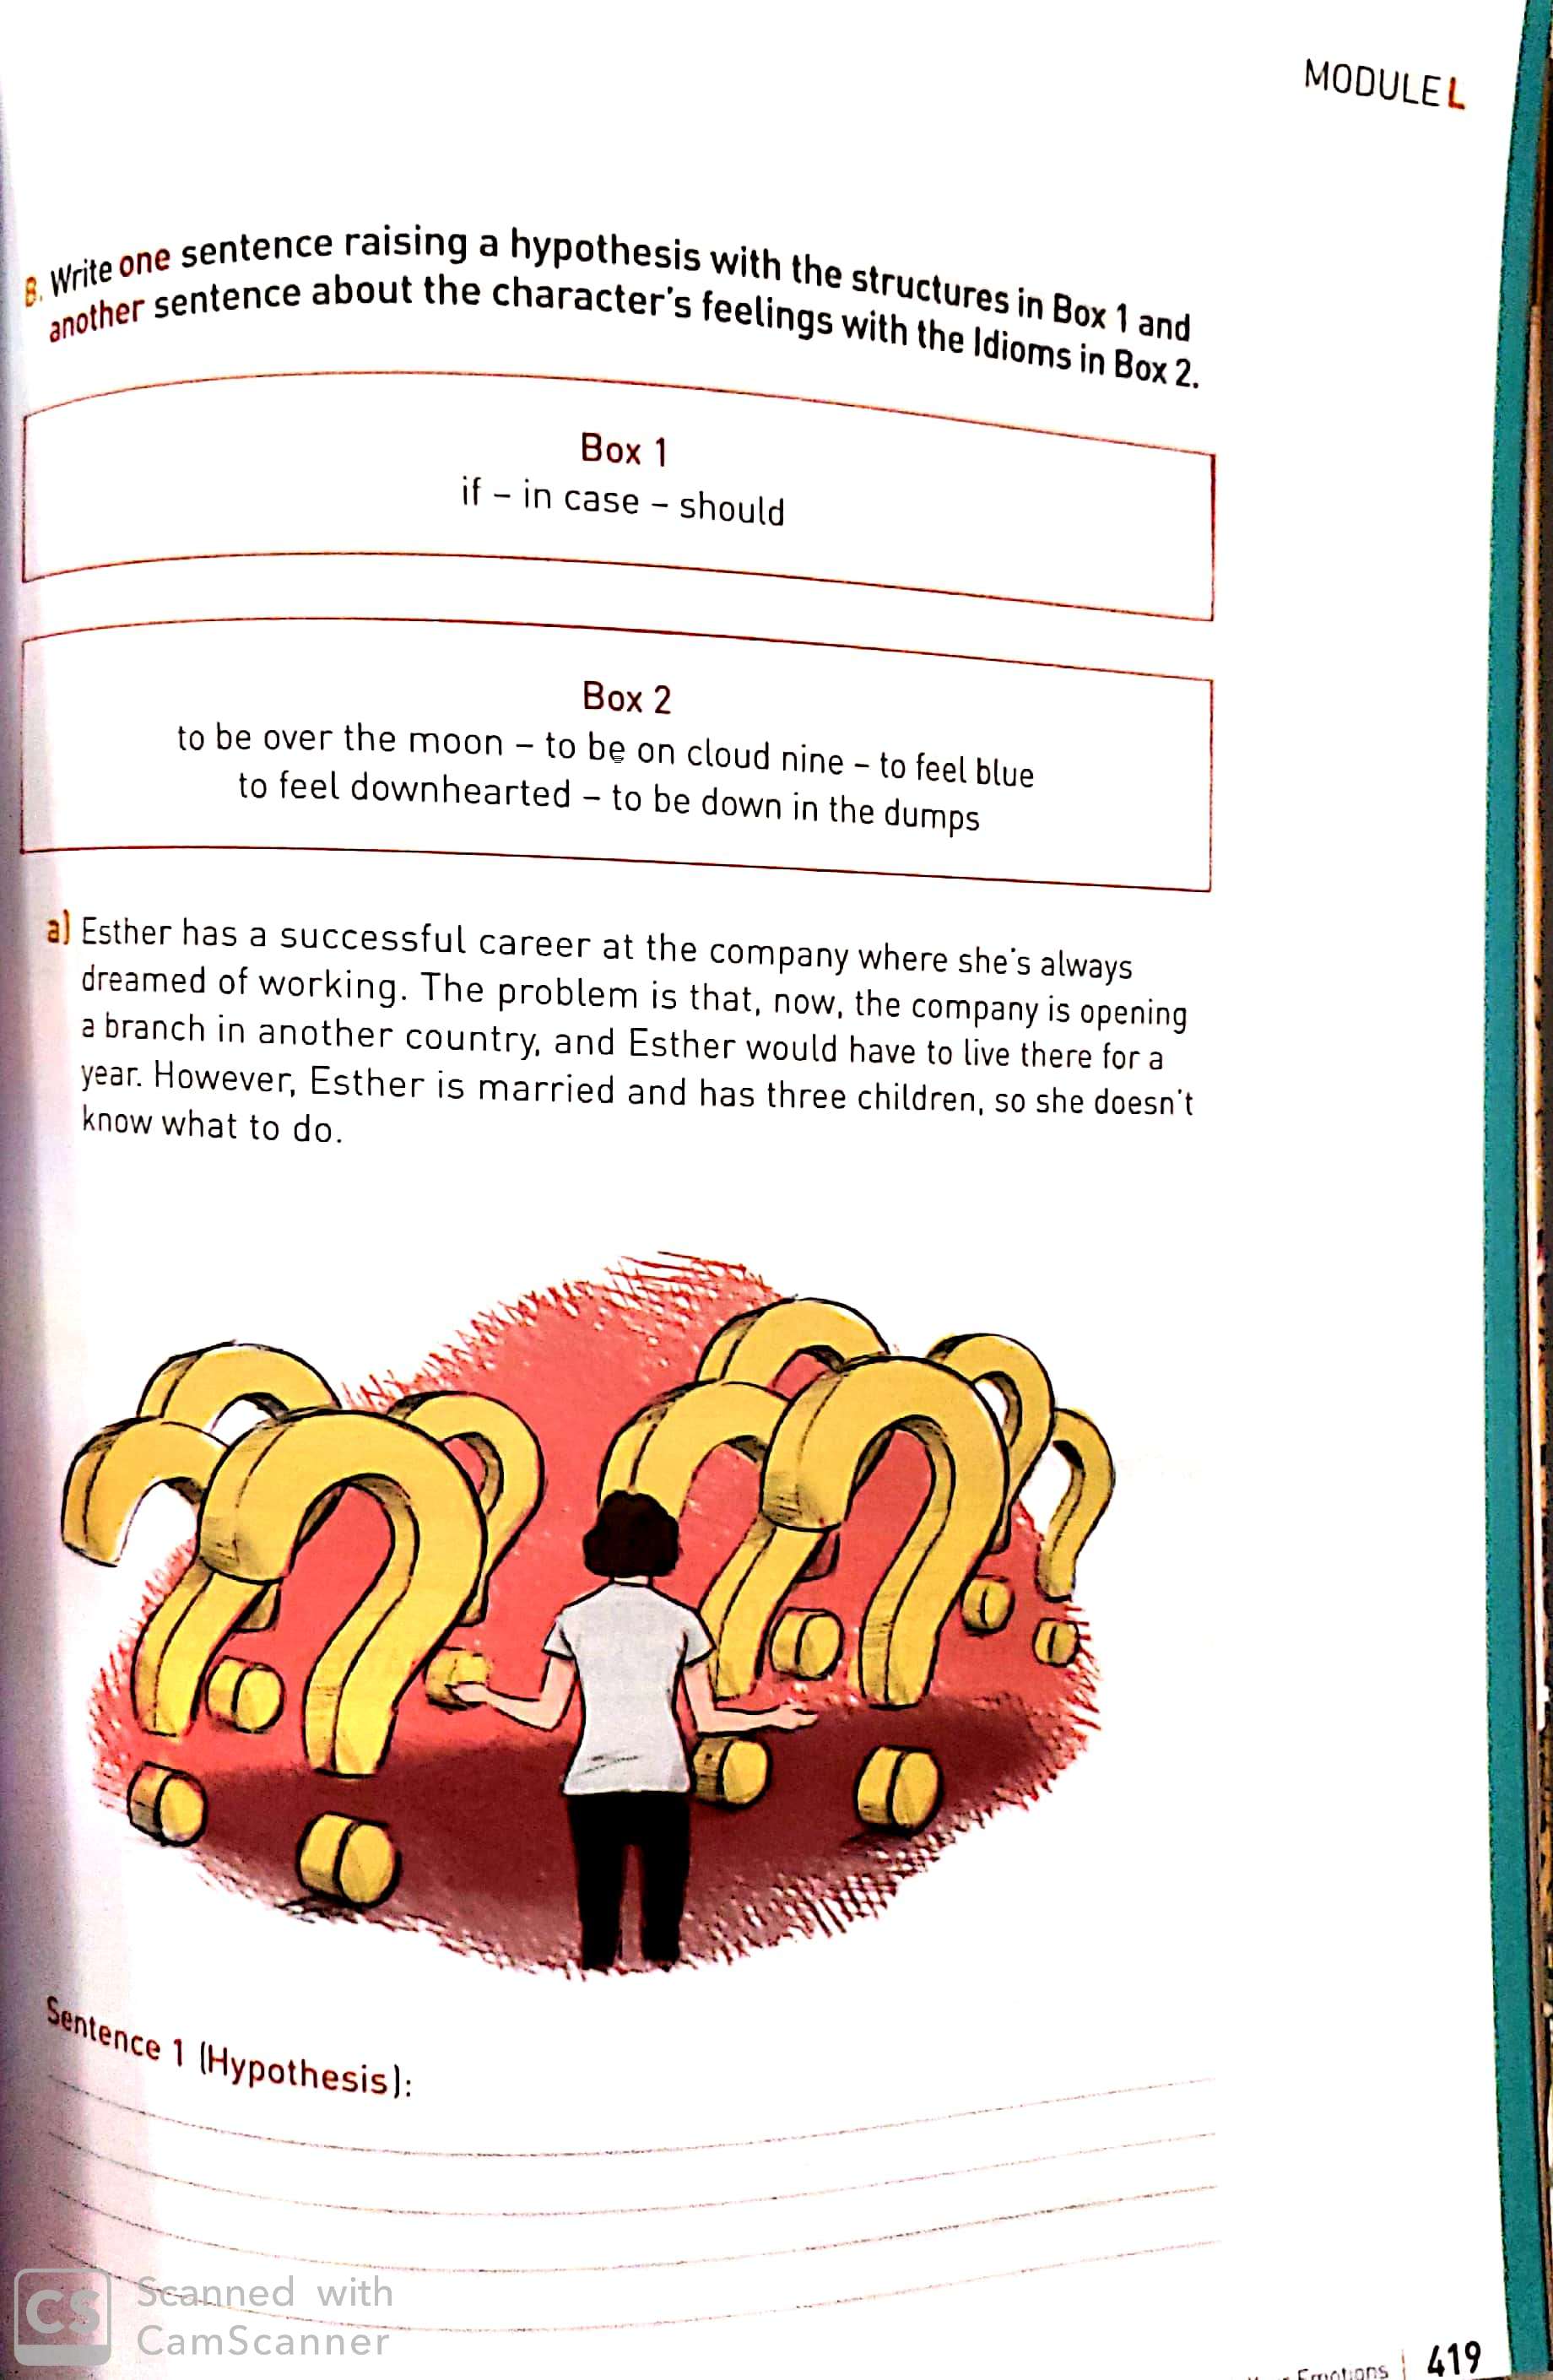 MODULE L
8. Write one sentence raising a hypothesis with the structures in Box 1 and
another sentence about the character's feelings with the Idioms in Box 2.
Box 1
if – in case – should
Box 2
to be over the moon – to be on cloud nine – to feel blue
to feel downhearted – to be down in the dumps
a) Esther has a successful career at the company where she's always
dreamed of working. The problem is that, now, the company is opening
a branch in another country, and Esther would have to live there for a
year. However, Esther is married and has three children, so she doesn't
know what to do.
Sentence 1 (Hypothesis):
CS Scanned with
CamScanner
Emotions | 419